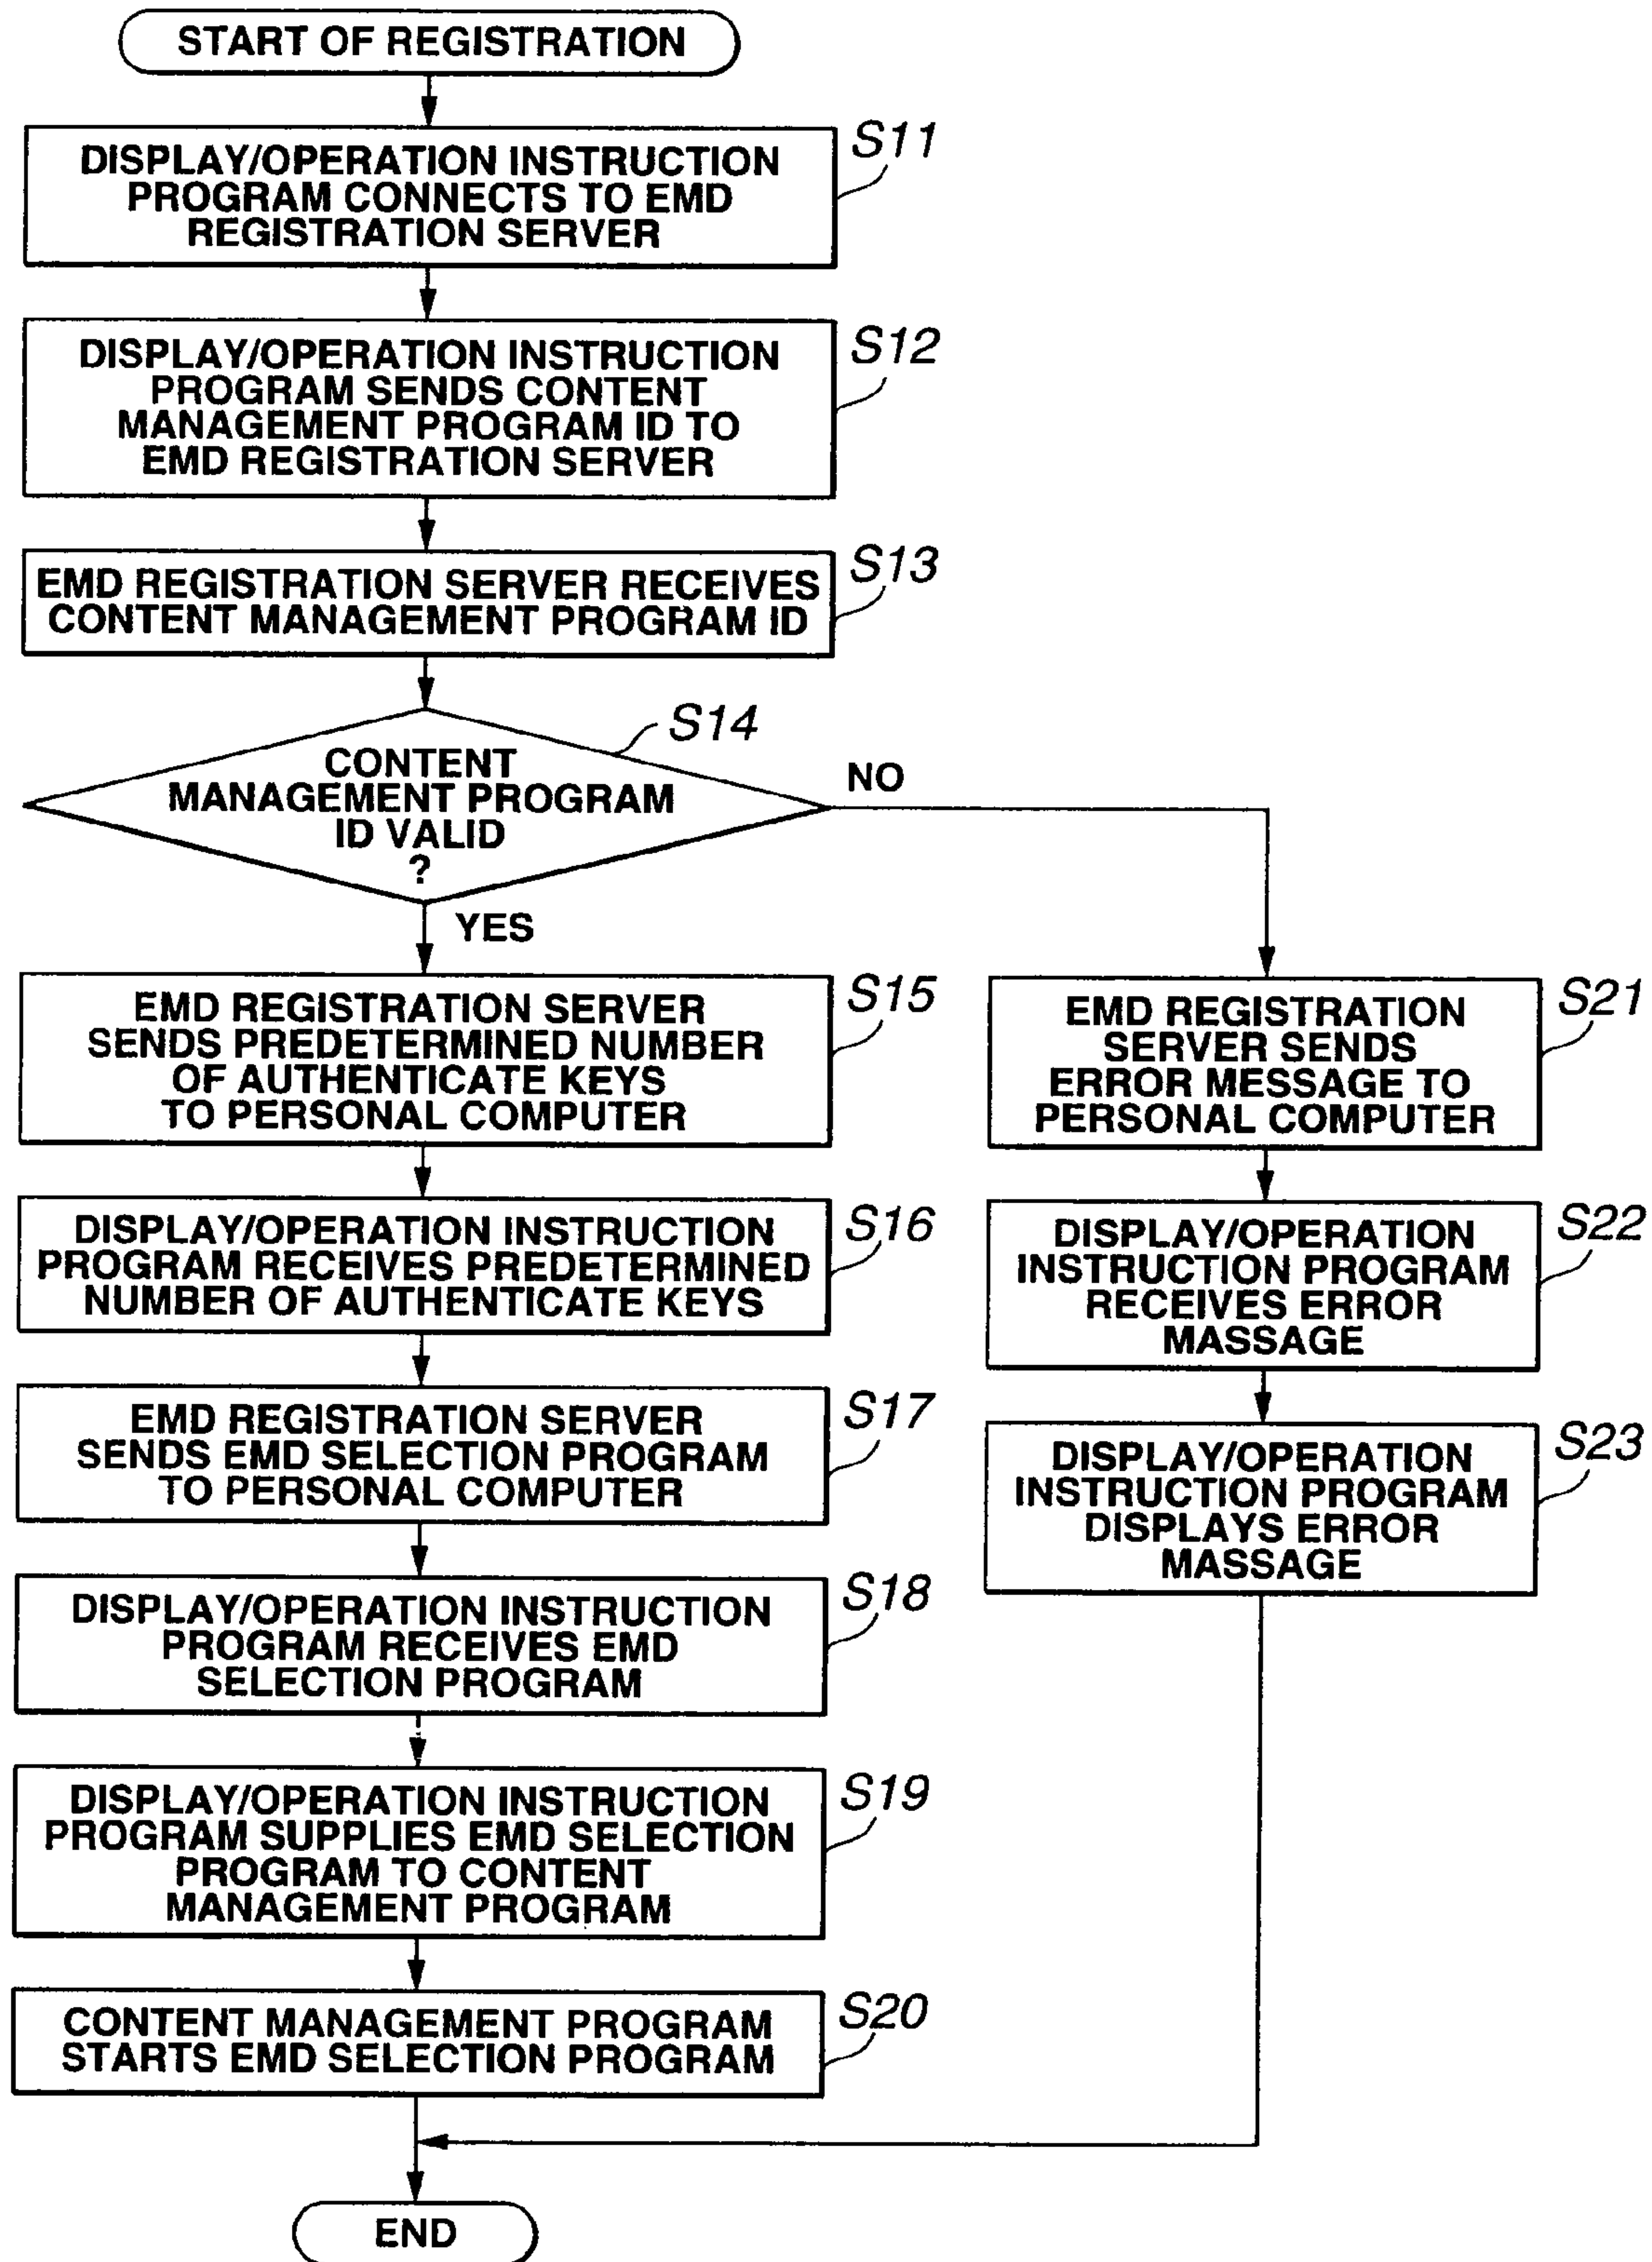 START OF REGISTRATION
S11
DISPLAY/OPERATION INSTRUCTION
PROGRAM CONNECTS TO EMD
REGISTRATION SERVER
S12
DISPLAY/OPERATION INSTRUCTION
PROGRAM SENDS CONTENT
MANAGEMENT PROGRAM ID TO
EMD REGISTRATION SERVER
S13
EMD REGISTRATION SERVER RECEIVES
CONTENT MANAGEMENT PROGRAM ID
S14
CONTENT
MANAGEMENT PROGRAM
ID VALID
?
NO
YES
S15
EMD REGISTRATION SERVER
SENDS PREDETERMINED NUMBER
OF AUTHENTICATE KEYS
TO PERSONAL COMPUTER
S16
DISPLAY/OPERATION INSTRUCTION
PROGRAM RECEIVES PREDETERMINED
NUMBER OF AUTHENTICATE KEYS
S17
EMD REGISTRATION SERVER
SENDS EMD SELECTION PROGRAM
TO PERSONAL COMPUTER
S18
DISPLAY/OPERATION INSTRUCTION
PROGRAM RECEIVES EMD
SELECTION PROGRAM
S19
DISPLAY/OPERATION INSTRUCTION
PROGRAM SUPPLIES EMD SELECTION
PROGRAM TO CONTENT
MANAGEMENT PROGRAM
S20
CONTENT MANAGEMENT PROGRAM
STARTS EMD SELECTION PROGRAM
S21
EMD REGISTRATION
SERVER SENDS
ERROR MESSAGE TO
PERSONAL COMPUTER
S22
DISPLAY/OPERATION
INSTRUCTION PROGRAM
RECEIVES ERROR
MASSAGE
S23
DISPLAY/OPERATION
INSTRUCTION PROGRAM
DISPLAYS ERROR
MASSAGE
END